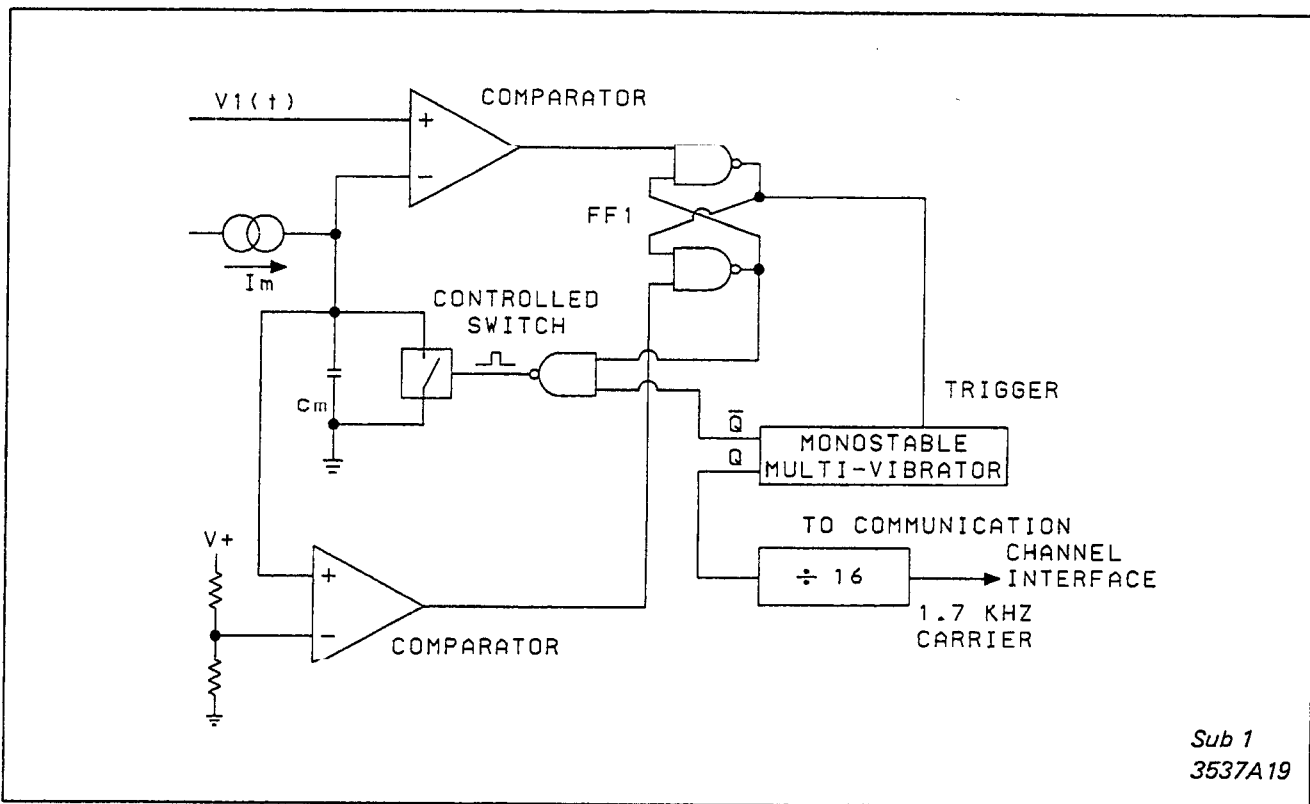 V1(t)
COMPARATOR
+
−
FF1
Im
CONTROLLED
SWITCH
cm
TRIGGER
Q̅
MONOSTABLE
Q
MULTI-VIBRATOR
TO COMMUNICATION
CHANNEL
INTERFACE
V+
+
−
÷ 16
1.7 KHZ
CARRIER
COMPARATOR
Sub 1
3537A19